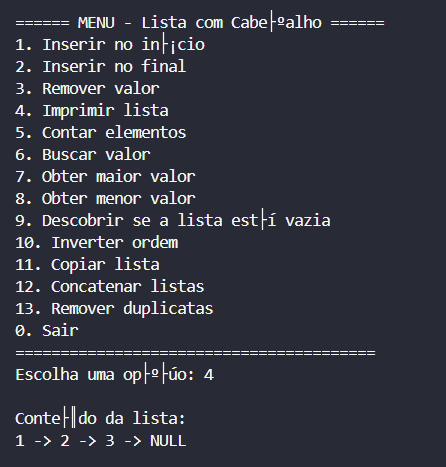 ====== MENU - Lista com Cabe├ºalho ======
1. Inserir no in├¡cio
2. Inserir no final
3. Remover valor
4. Imprimir lista
5. Contar elementos
6. Buscar valor
7. Obter maior valor
8. Obter menor valor
9. Descobrir se a lista est├í vazia
10. Inverter ordem
11. Copiar lista
12. Concatenar listas
13. Remover duplicatas
0. Sair
========================================
Escolha uma op├º├úo: 4
Conte├║do da lista:
1 -> 2 -> 3 -> NULL